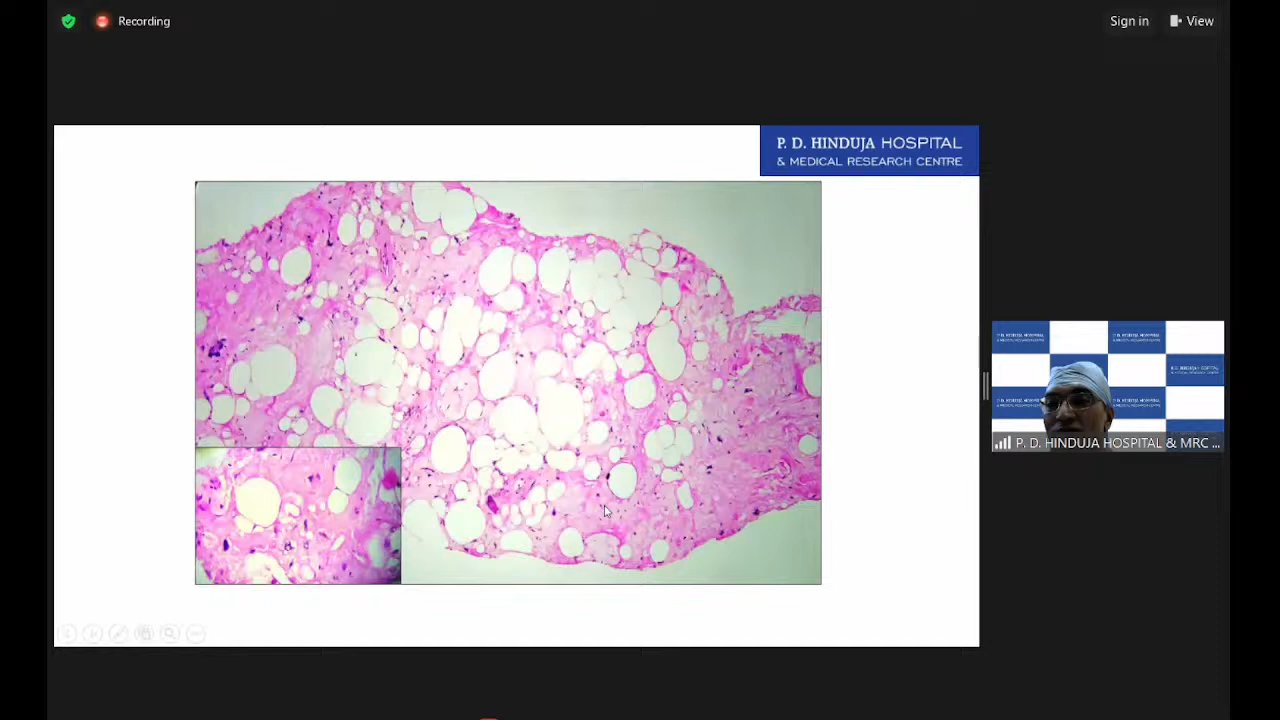 Recording
Sign in
View
P. D. HINDUJA HOSPITAL
& MEDICAL RESEARCH CENTRE
P. D. HINDUJA HOSPITAL & MRC ...